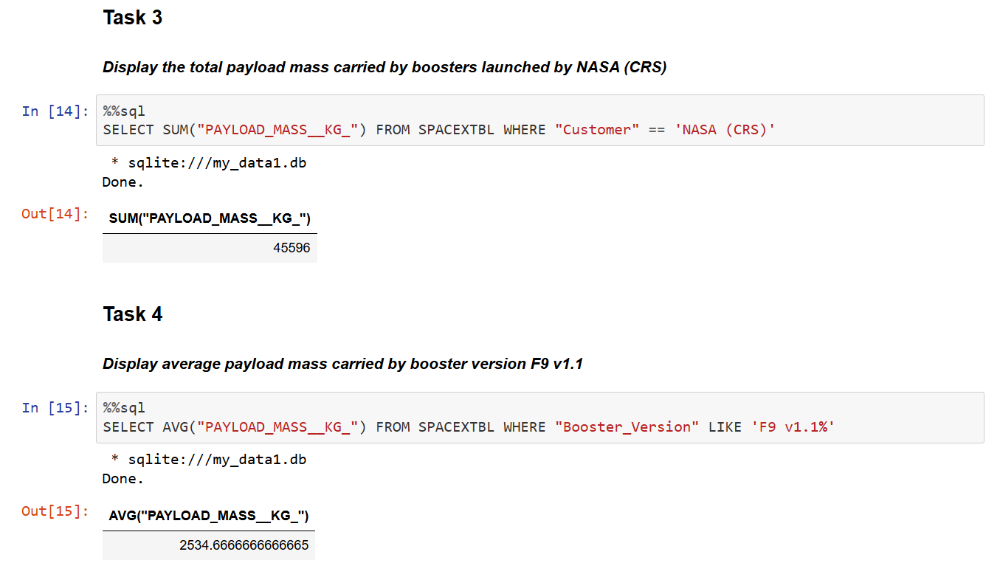 Task 3
Display the total payload mass carried by boosters launched by NASA (CRS)
In [14]:
%%sql
SELECT SUM("PAYLOAD_MASS__KG_") FROM SPACEXTBL WHERE "Customer" == 'NASA (CRS)'
* sqlite:///my_data1.db
Done.
Out[14]:
SUM("PAYLOAD_MASS__KG_")
45596
Task 4
Display average payload mass carried by booster version F9 v1.1
In [15]:
%%sql
SELECT AVG("PAYLOAD_MASS__KG_") FROM SPACEXTBL WHERE "Booster_Version" LIKE 'F9 v1.1%'
* sqlite:///my_data1.db
Done.
Out[15]:
AVG("PAYLOAD_MASS__KG_")
2534.6666666666665